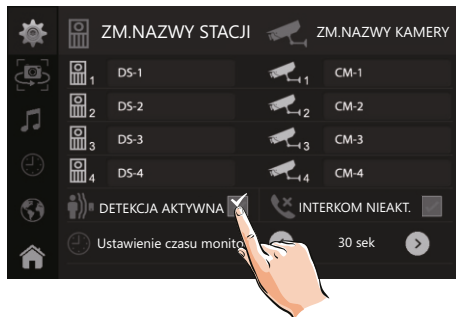 ZM.NAZWY STACJI ZM.NAZWY KAMERY
1 DS-1 1 CM-1
2 DS-2 2 CM-2
3 DS-3 3 CM-3
4 DS-4 4 CM-4
DETEKCJA AKTYWNA INTERKOM NIEAKT.
Ustawienie czasu monito 30 sek